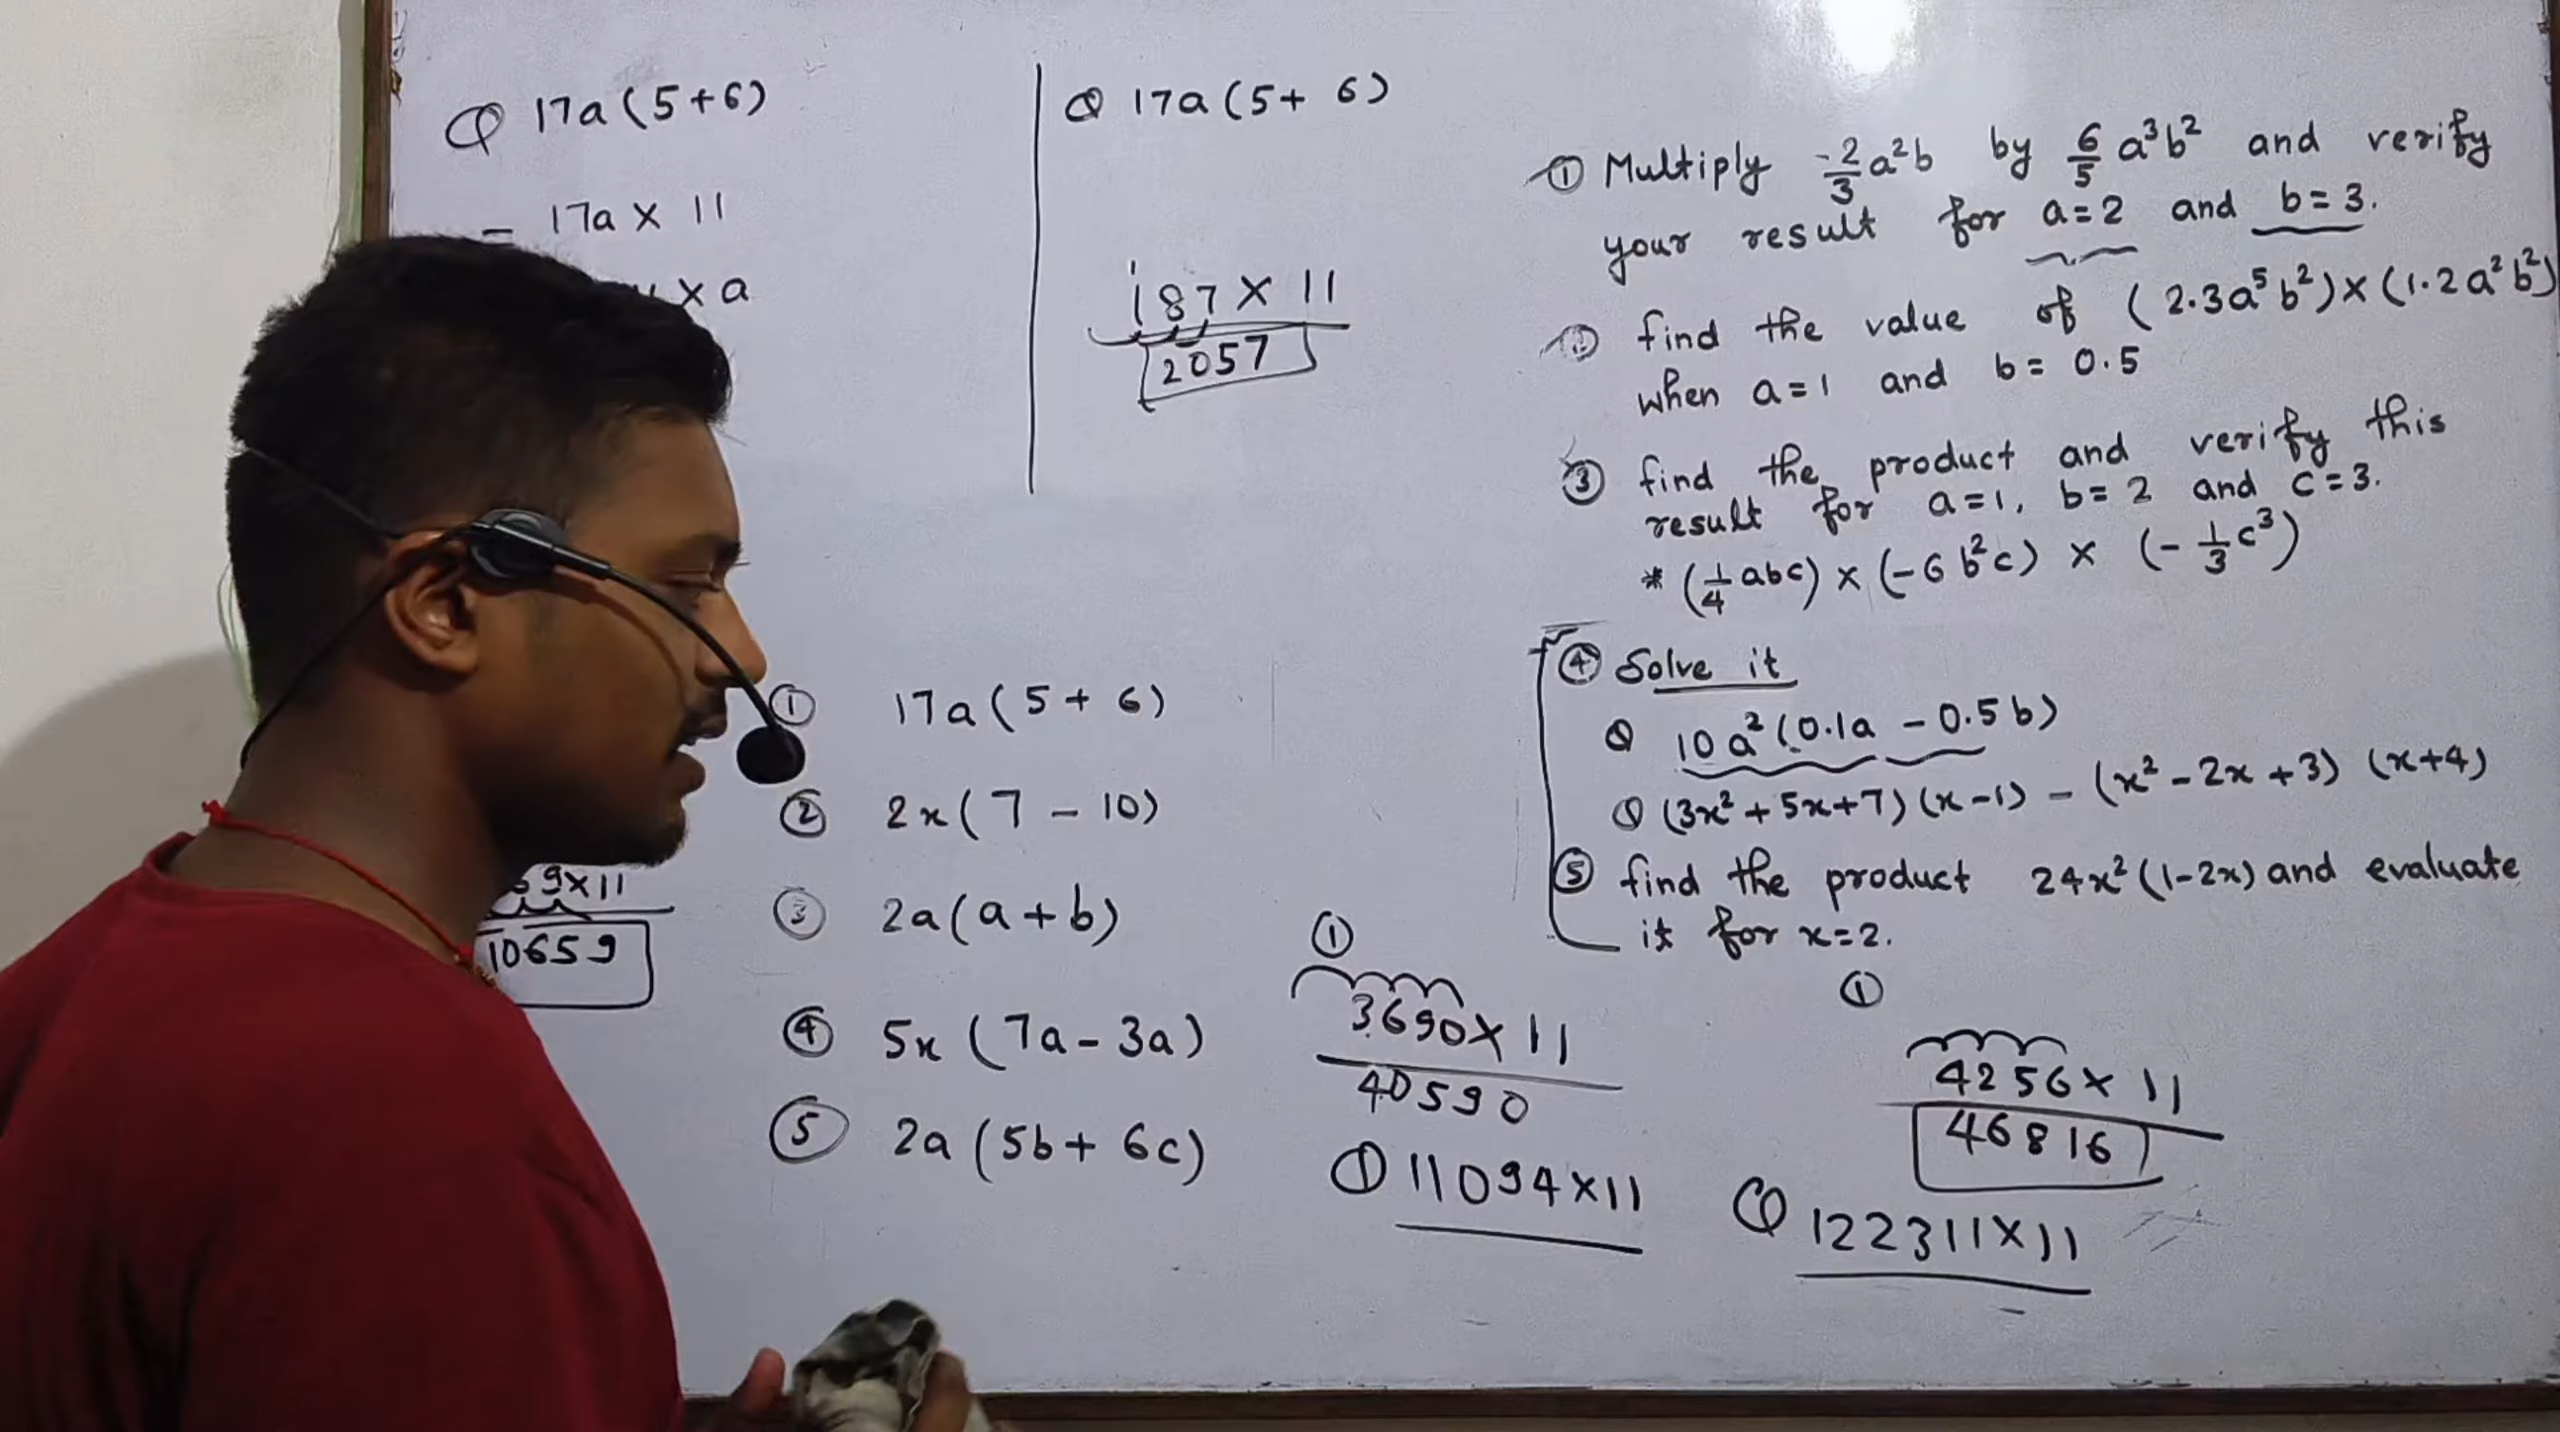 Q 17a(5+6)
= 17a × 11
× a
9×11
10659
Q 17a(5+ 6)
187 × 11
2057
① 17a(5+ 6)
② 2x(7 - 10)
③ 2a(a+b)
④ 5x(7a-3a)
⑤ 2a(5b+ 6c)
①
3690× 11
40590
Q 11094×11
① Multiply -2/3 a²b by 6/5 a³b² and verify
your result for a=2 and b=3.
② find the value of (2.3a⁵b²)×(1.2a²b²)
when a=1 and b= 0.5
③ find the product and verify this
result for a=1, b=2 and c=3.
* (1/4 abc) × (-6b²c) × (-1/3 c³)
④ Solve it
Q 10a²(0.1a - 0.5b)
Q (3x²+5x+7)(x-1) - (x²-2x+3) (x+4)
⑤ find the product 24x²(1-2x) and evaluate
it for x=2.
①
4256× 11
46816
Q 122311×11